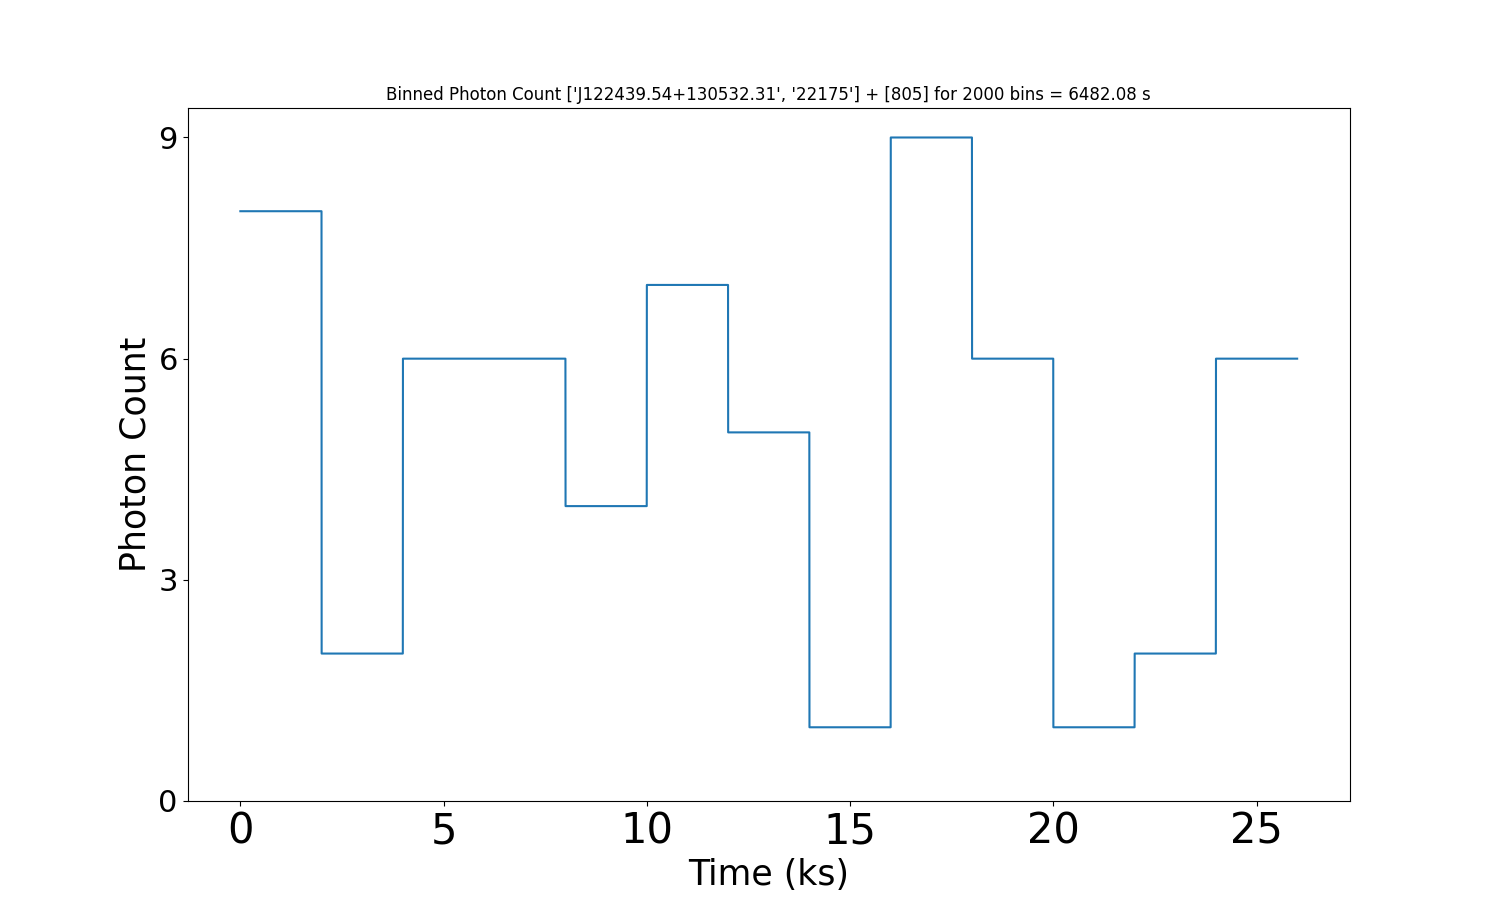 Binned Photon Count ['J122439.54+130532.31', '22175'] + [805] for 2000 bins = 6482.08 s
9
6
3
0
Photon Count
0 5 10 15 20 25
Time (ks)